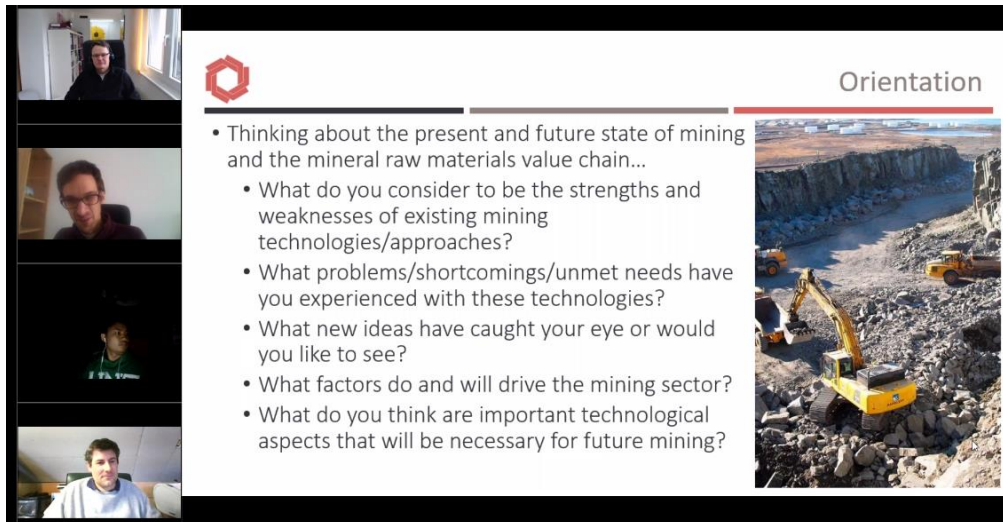 Orientation
• Thinking about the present and future state of mining
and the mineral raw materials value chain...
• What do you consider to be the strengths and
weaknesses of existing mining
technologies/approaches?
• What problems/shortcomings/unmet needs have
you experienced with these technologies?
• What new ideas have caught your eye or would
you like to see?
• What factors do and will drive the mining sector?
• What do you think are important technological
aspects that will be necessary for future mining?